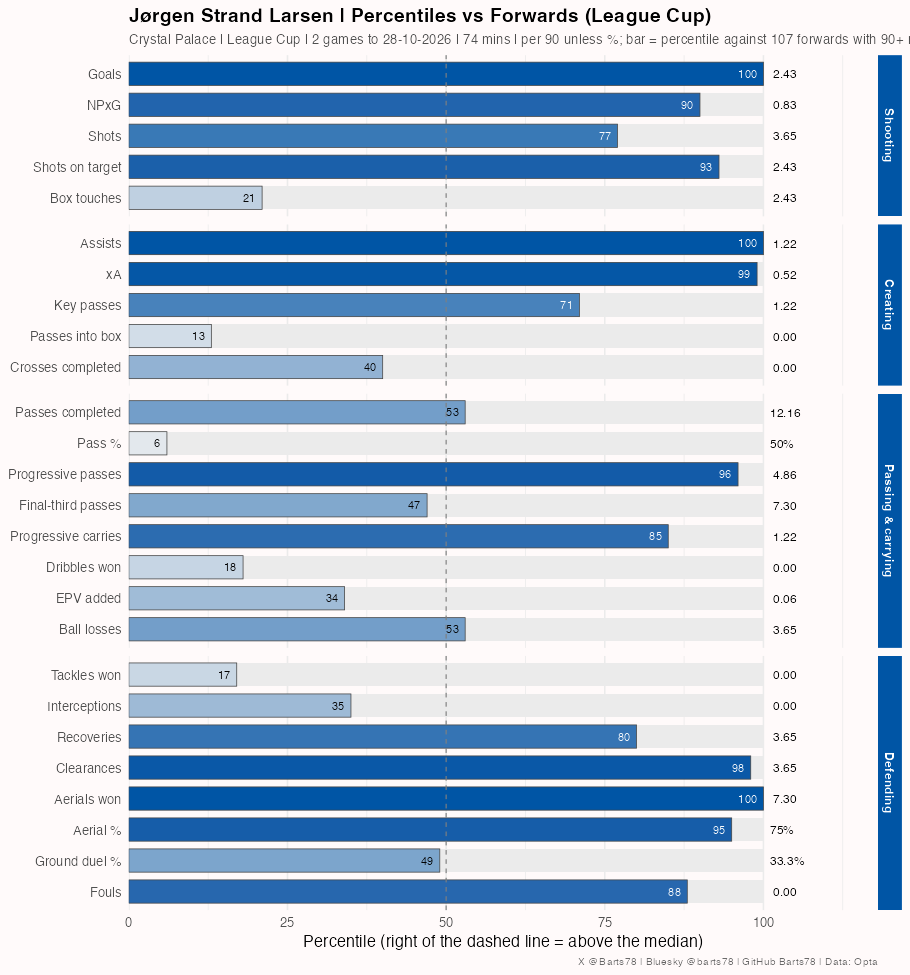 Jørgen Strand Larsen | Percentiles vs Forwards (League Cup)
Crystal Palace | League Cup | 2 games to 28-10-2026 | 74 mins | per 90 unless %; bar = percentile against 107 forwards with 90+
Goals 100 2.43
NPxG 90 0.83
Shots 77 3.65
Shots on target 93 2.43
Box touches 21 2.43
Shooting
Assists 100 1.22
xA 99 0.52
Key passes 71 1.22
Passes into box 13 0.00
Crosses completed 40 0.00
Creating
Passes completed 53 12.16
Pass % 6 50%
Progressive passes 96 4.86
Final-third passes 47 7.30
Progressive carries 85 1.22
Dribbles won 18 0.00
EPV added 34 0.06
Ball losses 53 3.65
Passing & carrying
Tackles won 17 0.00
Interceptions 35 0.00
Recoveries 80 3.65
Clearances 98 3.65
Aerials won 100 7.30
Aerial % 95 75%
Ground duel % 49 33.3%
Fouls 88 0.00
Defending
0 25 50 75 100
Percentile (right of the dashed line = above the median)
X @Barts78 | Bluesky @barts78 | GitHub Barts78 | Data: Opta